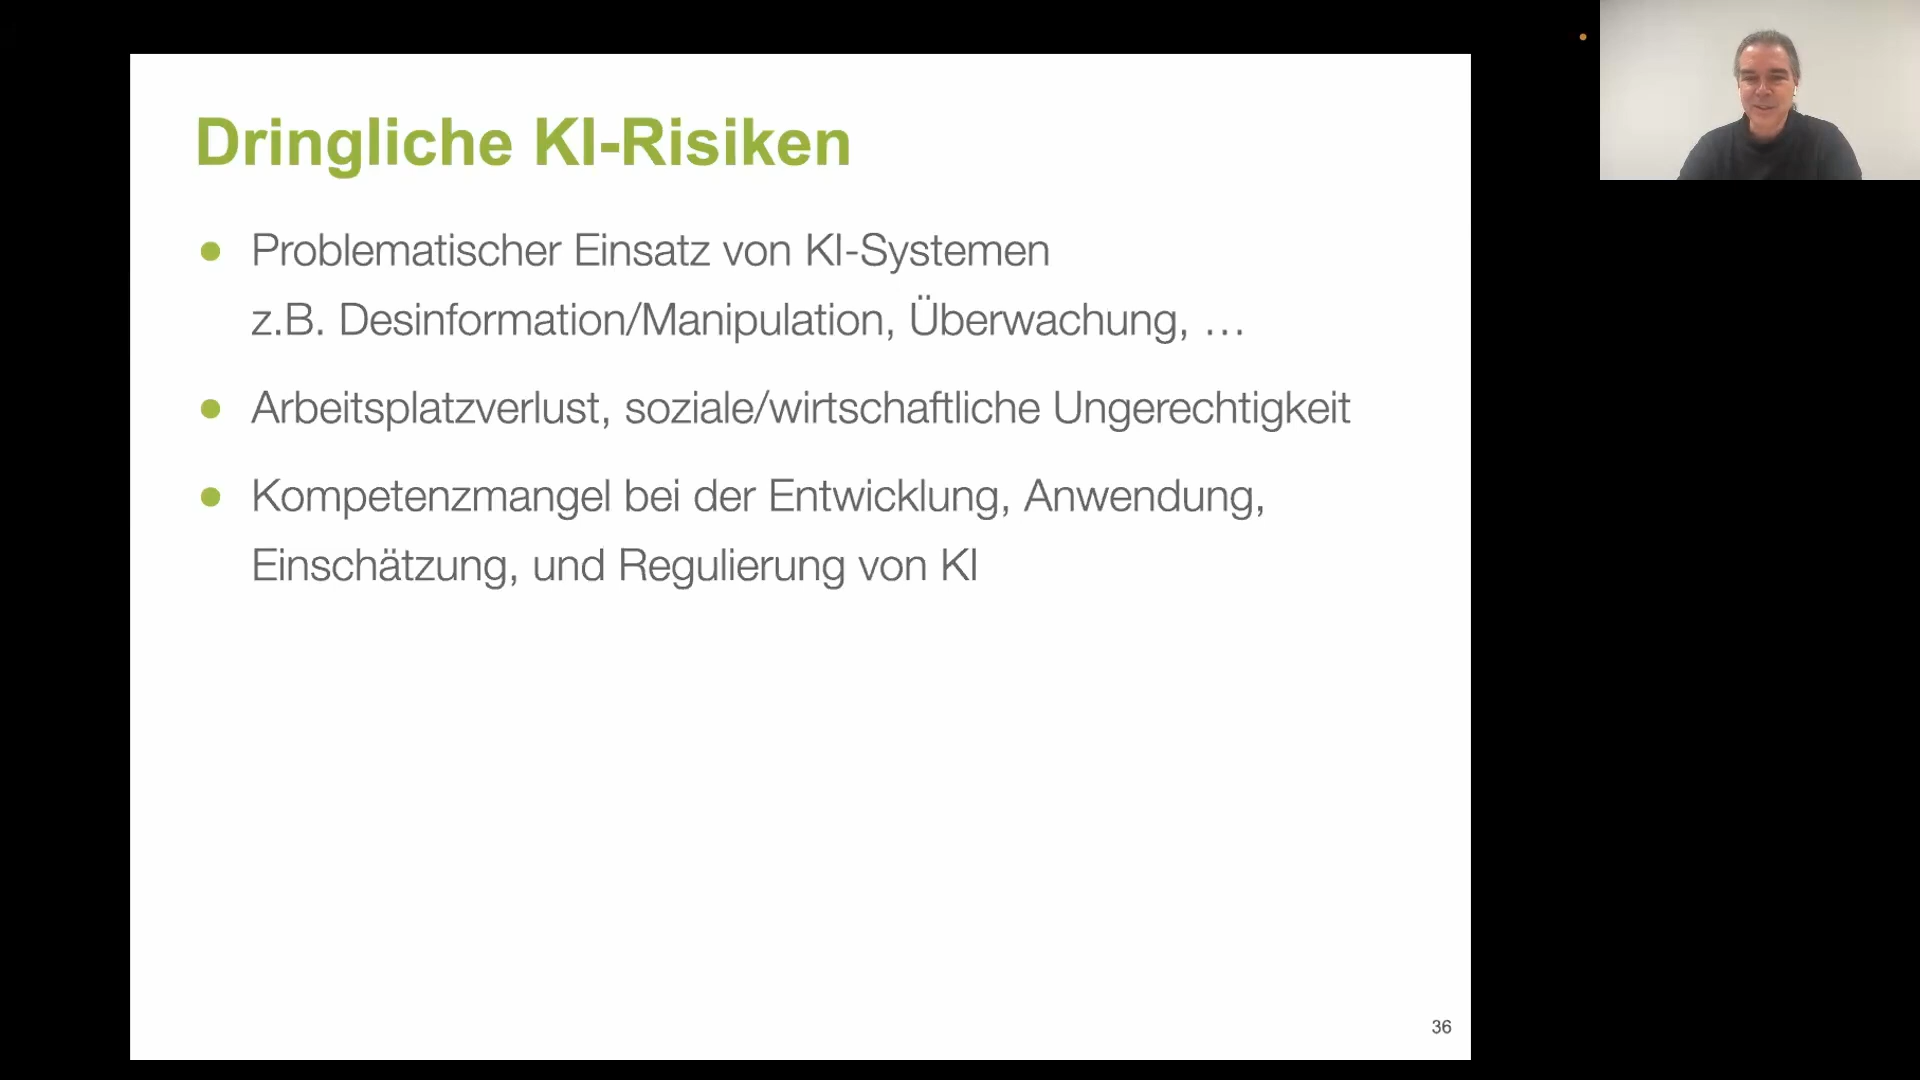 Dringliche KI-Risiken
Problematischer Einsatz von KI-Systemen
z.B. Desinformation/Manipulation, Überwachung, …
Arbeitsplatzverlust, soziale/wirtschaftliche Ungerechtigkeit
Kompetenzmangel bei der Entwicklung, Anwendung,
Einschätzung, und Regulierung von KI
36